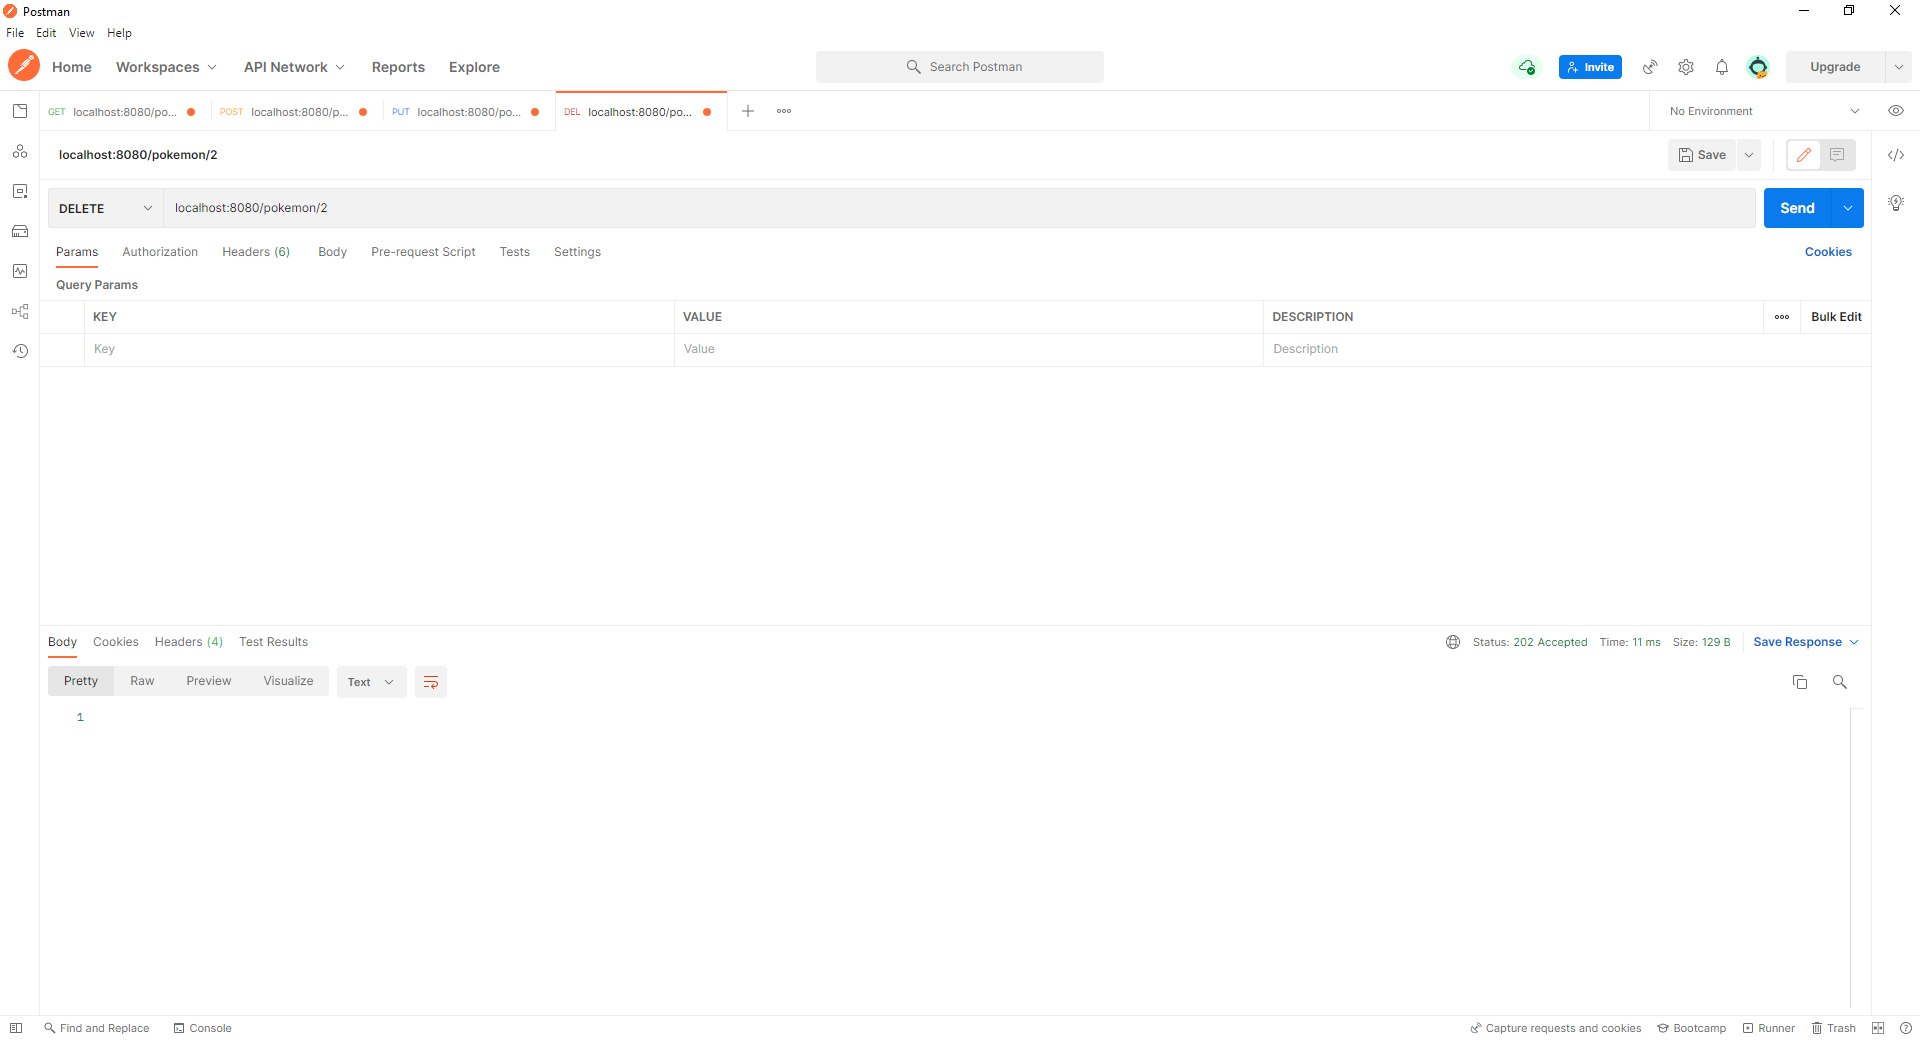 Postman
File Edit View Help
Home Workspaces API Network Reports Explore Search Postman Invite Upgrade
GET localhost:8080/po... POST localhost:8080/p... PUT localhost:8080/po... DEL localhost:8080/po... No Environment
localhost:8080/pokemon/2 Save
DELETE localhost:8080/pokemon/2 Send
Params Authorization Headers (6) Body Pre-request Script Tests Settings Cookies
Query Params
KEY VALUE DESCRIPTION Bulk Edit
Key Value Description
Body Cookies Headers (4) Test Results Status: 202 Accepted Time: 11 ms Size: 129 B Save Response
Pretty Raw Preview Visualize Text
1
Find and Replace Console Capture requests and cookies Bootcamp Runner Trash